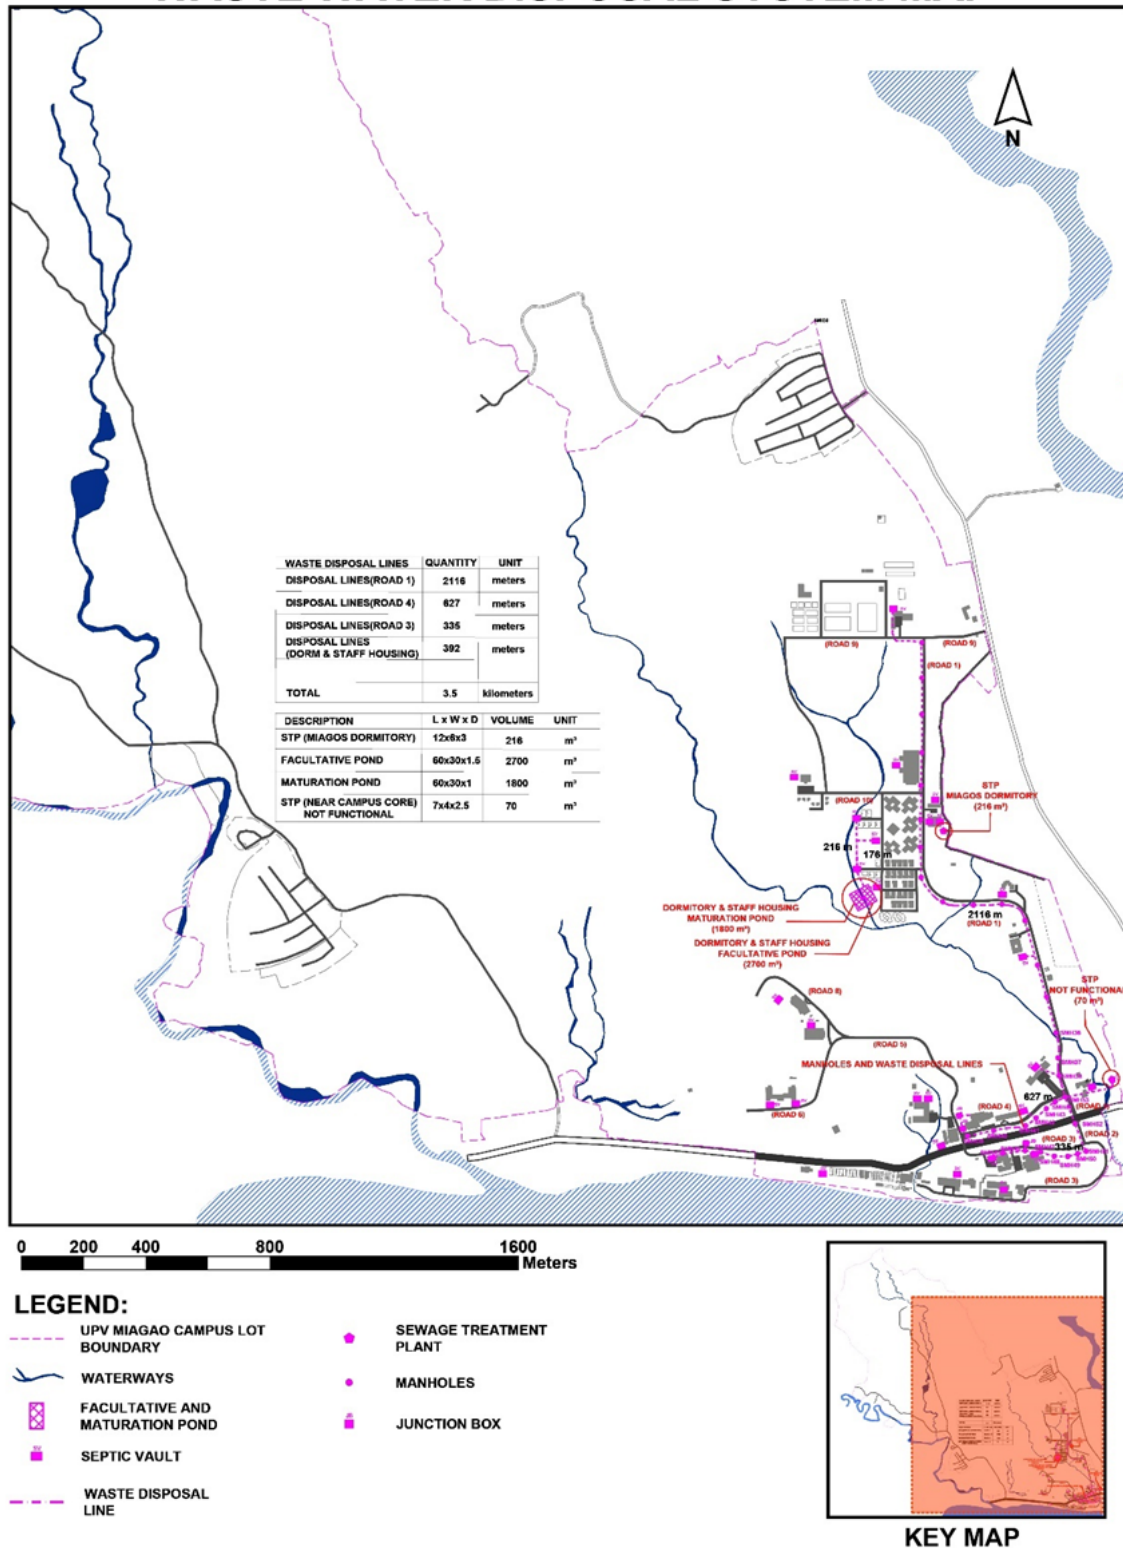 N
WASTE DISPOSAL LINES QUANTITY UNIT
DISPOSAL LINES(ROAD 1) 2116 meters
DISPOSAL LINES(ROAD 4) 627 meters
DISPOSAL LINES(ROAD 3) 335 meters
DISPOSAL LINES
(DORM & STAFF HOUSING) 392 meters
TOTAL 3.5 kilometers
DESCRIPTION L x W x D VOLUME UNIT
STP (MIAGOS DORMITORY) 12x6x3 216 m³
FACULTATIVE POND 60x30x1.5 2700 m³
MATURATION POND 60x30x1 1800 m³
STP (NEAR CAMPUS CORE)
NOT FUNCTIONAL 7x4x2.5 70 m³
(ROAD 9)
(ROAD 9)
(ROAD 1)
STP
MIAGOS DORMITORY
(216 m³)
(ROAD 10)
216 m
176 m
DORMITORY & STAFF HOUSING
MATURATION POND
(1800 m³)
2116 m
(ROAD 1)
DORMITORY & STAFF HOUSING
FACULTATIVE POND
(2700 m³)
STP
NOT FUNCTIONAL
(70 m³)
(ROAD 8)
(ROAD 5)
MANHOLES AND WASTE DISPOSAL LINES
627 m
(ROAD 4)
(ROAD 6)
(ROAD 2)
(ROAD 3)
335 m
(ROAD 3)
0 200 400 800 1600
Meters
LEGEND:
UPV MIAGAO CAMPUS LOT
BOUNDARY
WATERWAYS
FACULTATIVE AND
MATURATION POND
SV
SEPTIC VAULT
WASTE DISPOSAL
LINE
SEWAGE TREATMENT
PLANT
MANHOLES
JB
JUNCTION BOX
KEY MAP